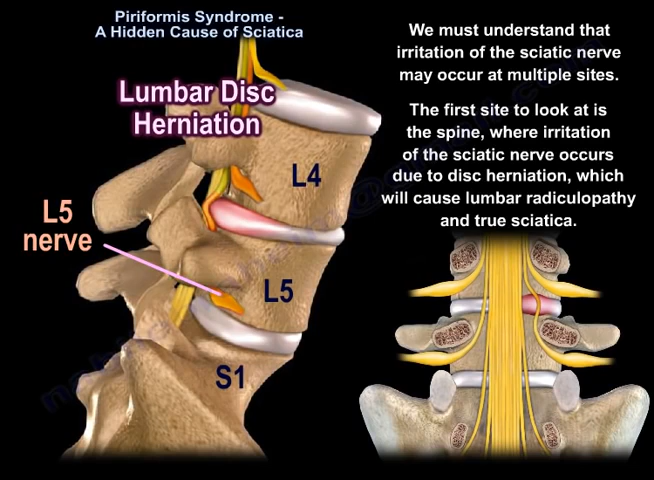 Piriformis Syndrome -
A Hidden Cause of Sciatica
Lumbar Disc
Herniation
L4
L5
nerve
L5
S1
We must understand that
irritation of the sciatic nerve
may occur at multiple sites.
The first site to look at is
the spine, where irritation
of the sciatic nerve occurs
due to disc herniation, which
will cause lumbar radiculopathy
and true sciatica.